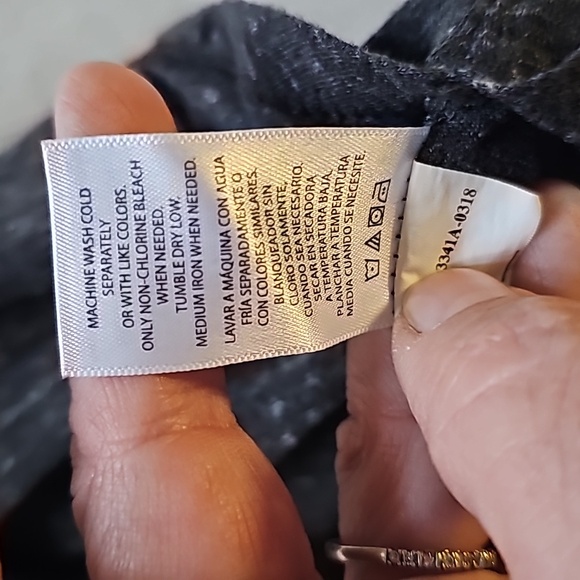 MACHINE WASH COLD
SEPARATELY
OR WITH LIKE COLORS.
ONLY NON-CHLORINE BLEACH
WHEN NEEDED.
TUMBLE DRY LOW.
MEDIUM IRON WHEN NEEDED.
LAVAR A MÁQUINA CON AGUA
FRÍA SEPARADAMENTE O
CON COLORES SIMILARES.
BLANQUEADOR SIN
CLORO SOLAMENTE,
CUANDO SEA NECESARIO.
SECAR EN SECADORA
A TEMPERATURA BAJA.
PLANCHAR A TEMPERATURA
MEDIA CUANDO SE NECESITE.
3341A-0318